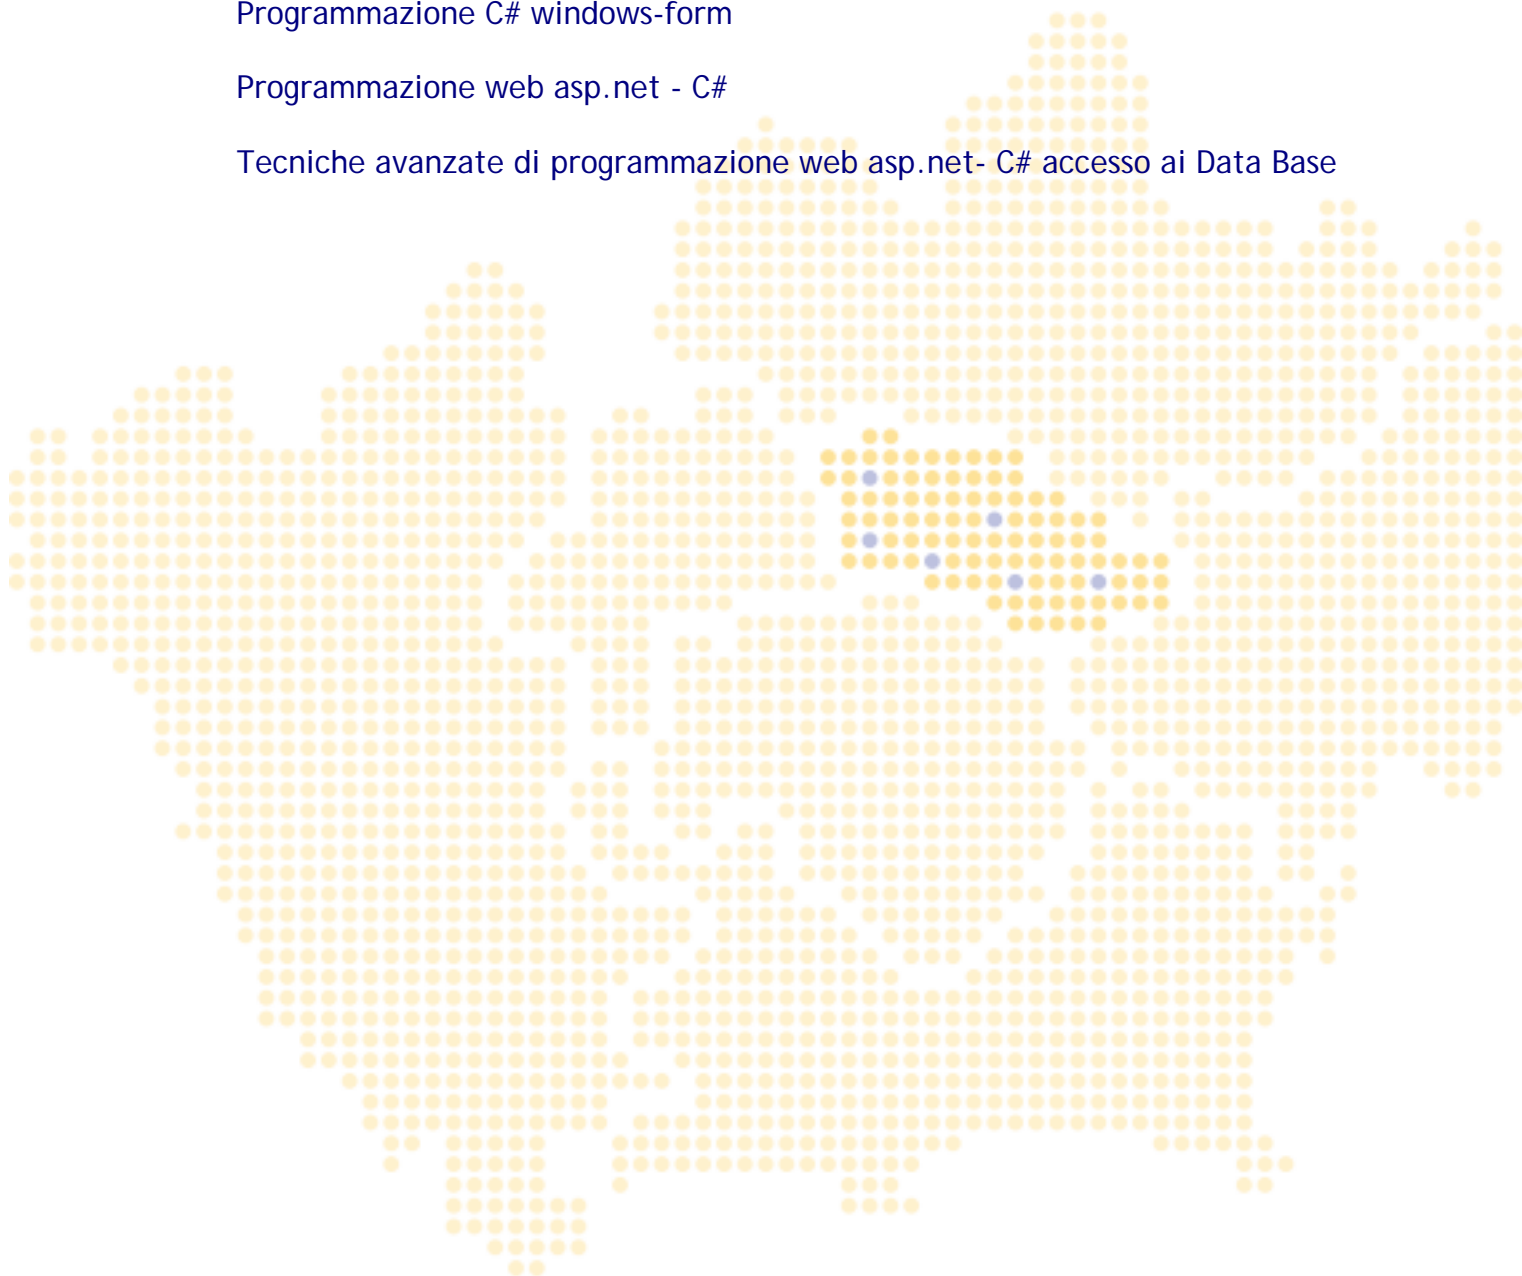 Programmazione C# windows-form
Programmazione web asp.net - C#
Tecniche avanzate di programmazione web asp.net- C# accesso ai Data Base